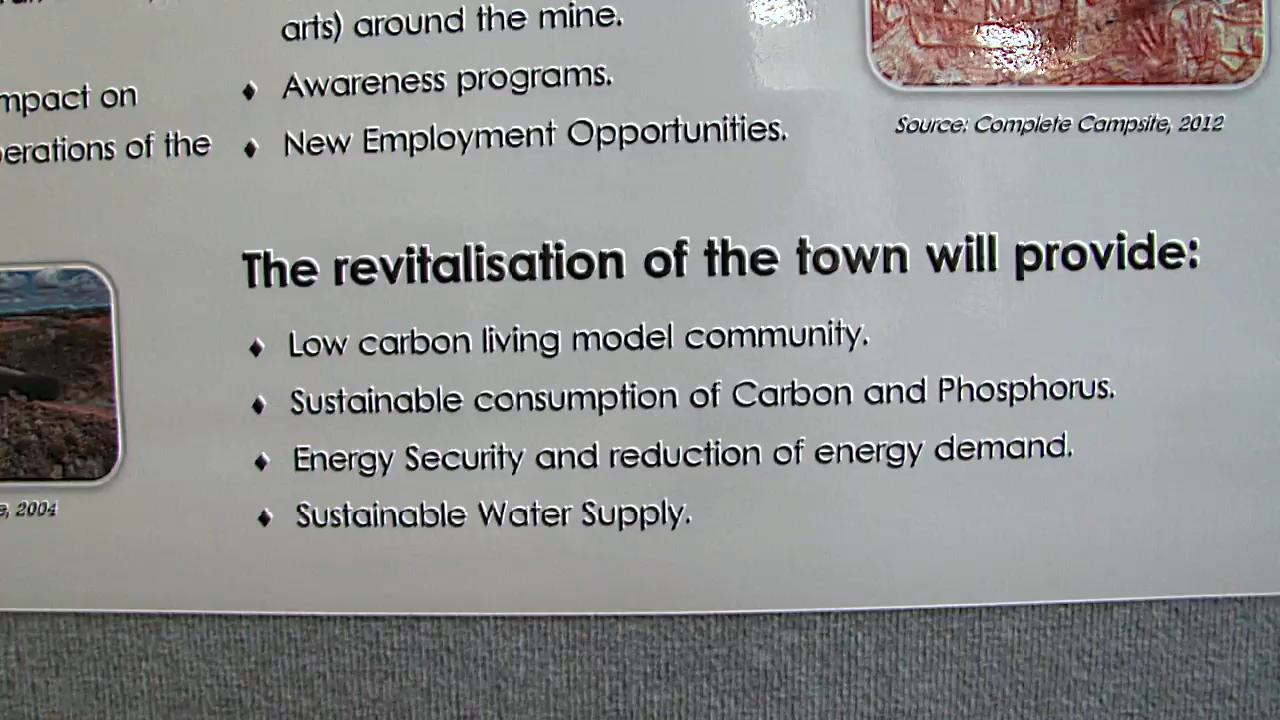 mpact on
erations of the
e, 2004
arts) around the mine.
♦ Awareness programs.
♦ New Employment Opportunities.
Source: Complete Campsite, 2012
The revitalisation of the town will provide:
♦ Low carbon living model community.
♦ Sustainable consumption of Carbon and Phosphorus.
♦ Energy Security and reduction of energy demand.
♦ Sustainable Water Supply.